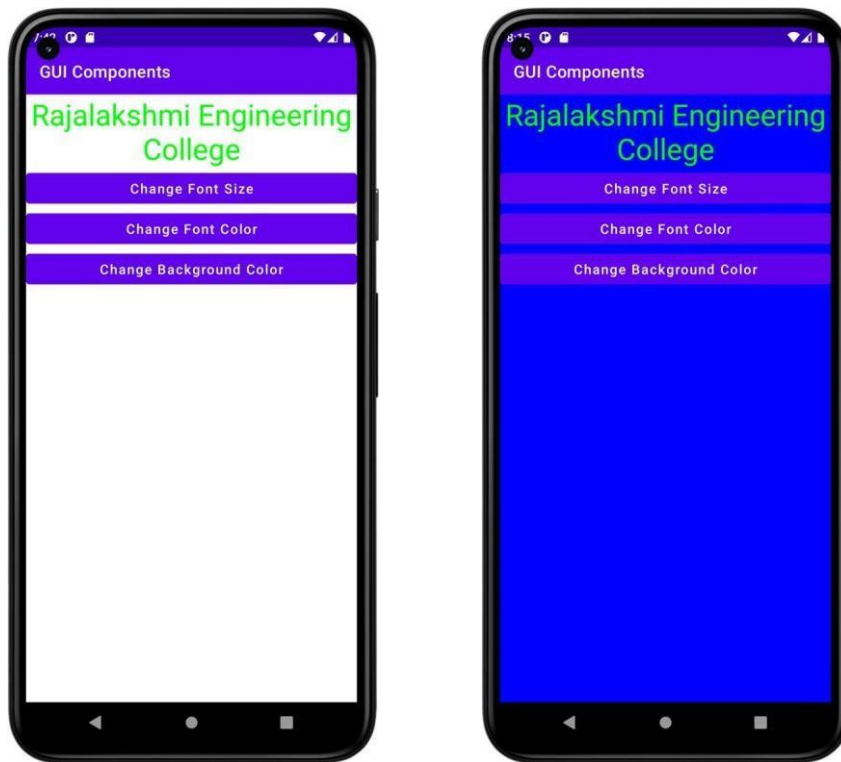 GUI Components
Rajalakshmi Engineering
College
Change Font Size
Change Font Color
Change Background Color
GUI Components
Rajalakshmi Engineering
College
Change Font Size
Change Font Color
Change Background Color